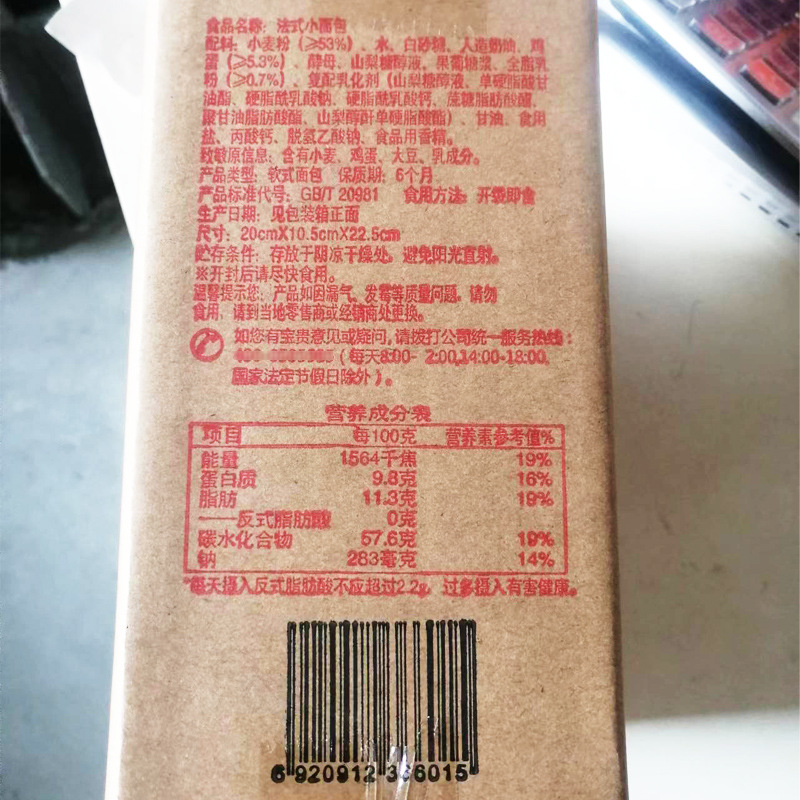 食品名称：法式小面包
配料：小麦粉（≥53%）、水、白砂糖、人造奶油、鸡
蛋（≥5.3%）、酵母、山梨糖醇液、果葡糖浆、全脂乳
粉（≥0.7%）、复配乳化剂（山梨糖醇液、单硬脂酸甘
油酯、硬脂酰乳酸钠、硬脂酰乳酸钙、蔗糖脂肪酸酯、
聚甘油脂肪酸酯、山梨醇酐单硬脂酸酯）、甘油、食用
盐、丙酸钙、脱氢乙酸钠、食品用香精。
致敏原信息：含有小麦、鸡蛋、大豆、乳成分。
产品类型：软式面包 保质期：6个月
产品标准代号：GB/T 20981 食用方法：开袋即食
生产日期：见包装箱正面
尺寸：20cmX10.5cmX22.5cm
贮存条件：存放于阴凉干燥处，避免阳光直射。
※开封后请尽快食用。
温馨提示您：产品如因漏气、发霉等质量问题，请勿
食用，请到当地零售商或经销商处更换。
如您有宝贵意见或疑问，请拨打公司统一服务热线：
（每天8:00- 2:00,14:00-18:00,
国家法定节假日除外）。
营养成分表
项目 每100克 营养素参考值%
能量 1564千焦 19%
蛋白质 9.8克 16%
脂肪 11.3克 19%
——反式脂肪酸 0克
碳水化合物 57.6克 19%
钠 283毫克 14%
*每天摄入反式脂肪酸不应超过2.2g，过多摄入有害健康。
6 920912 366015